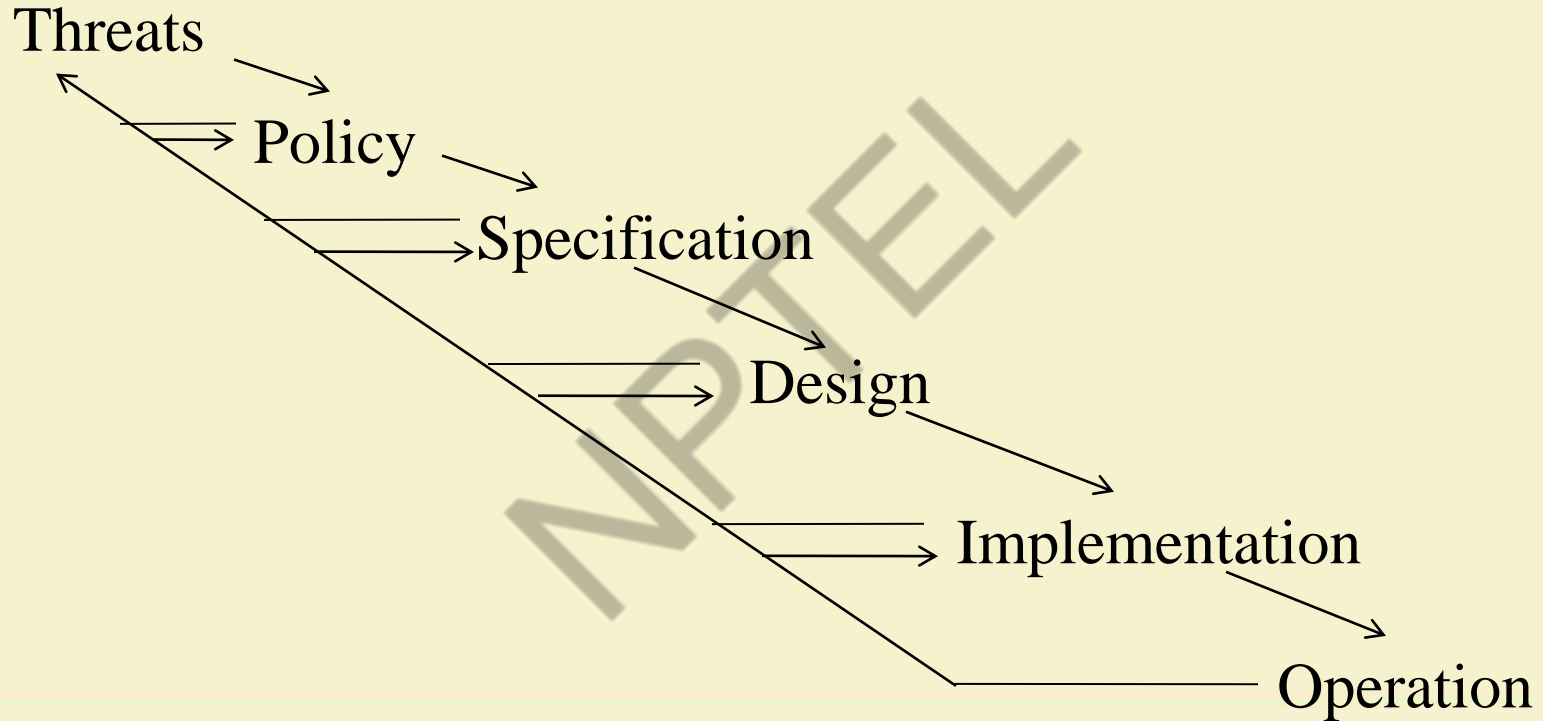 Threats
Policy
Specification
Design
Implementation
Operation
NPTEL